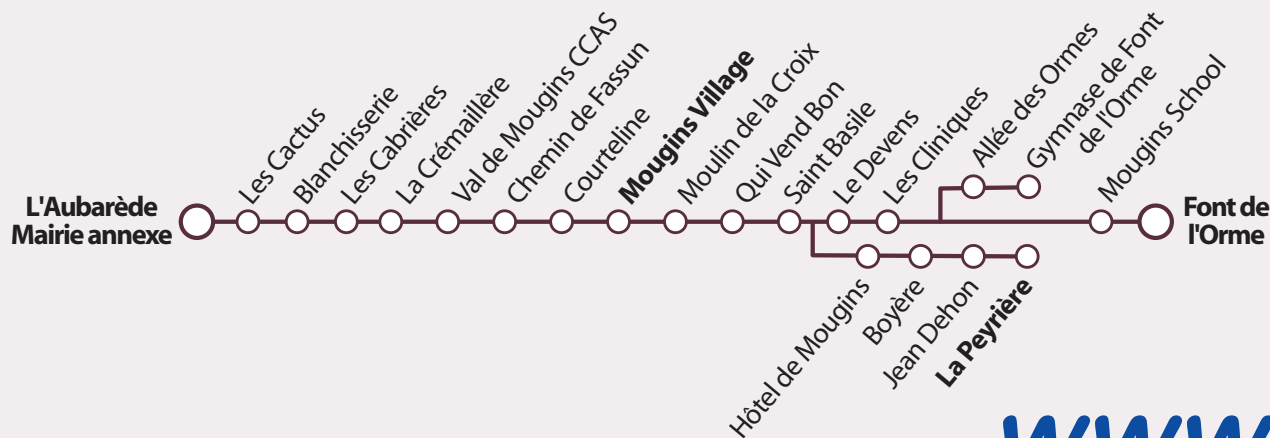 L'Aubarède
Mairie annexe
Les Cactus
Blanchisserie
Les Cabrières
La Crémaillère
Val de Mougins CCAS
Chemin de Fassun
Courteline
Mougins Village
Moulin de la Croix
Qui Vend Bon
Saint Basile
Le Devens
Les Cliniques
Allée des Ormes
Gymnase de Font
de l'Orme
Mougins School
Font de
l'Orme
Hôtel de Mougins
Boyère
Jean Dehon
La Peyrière